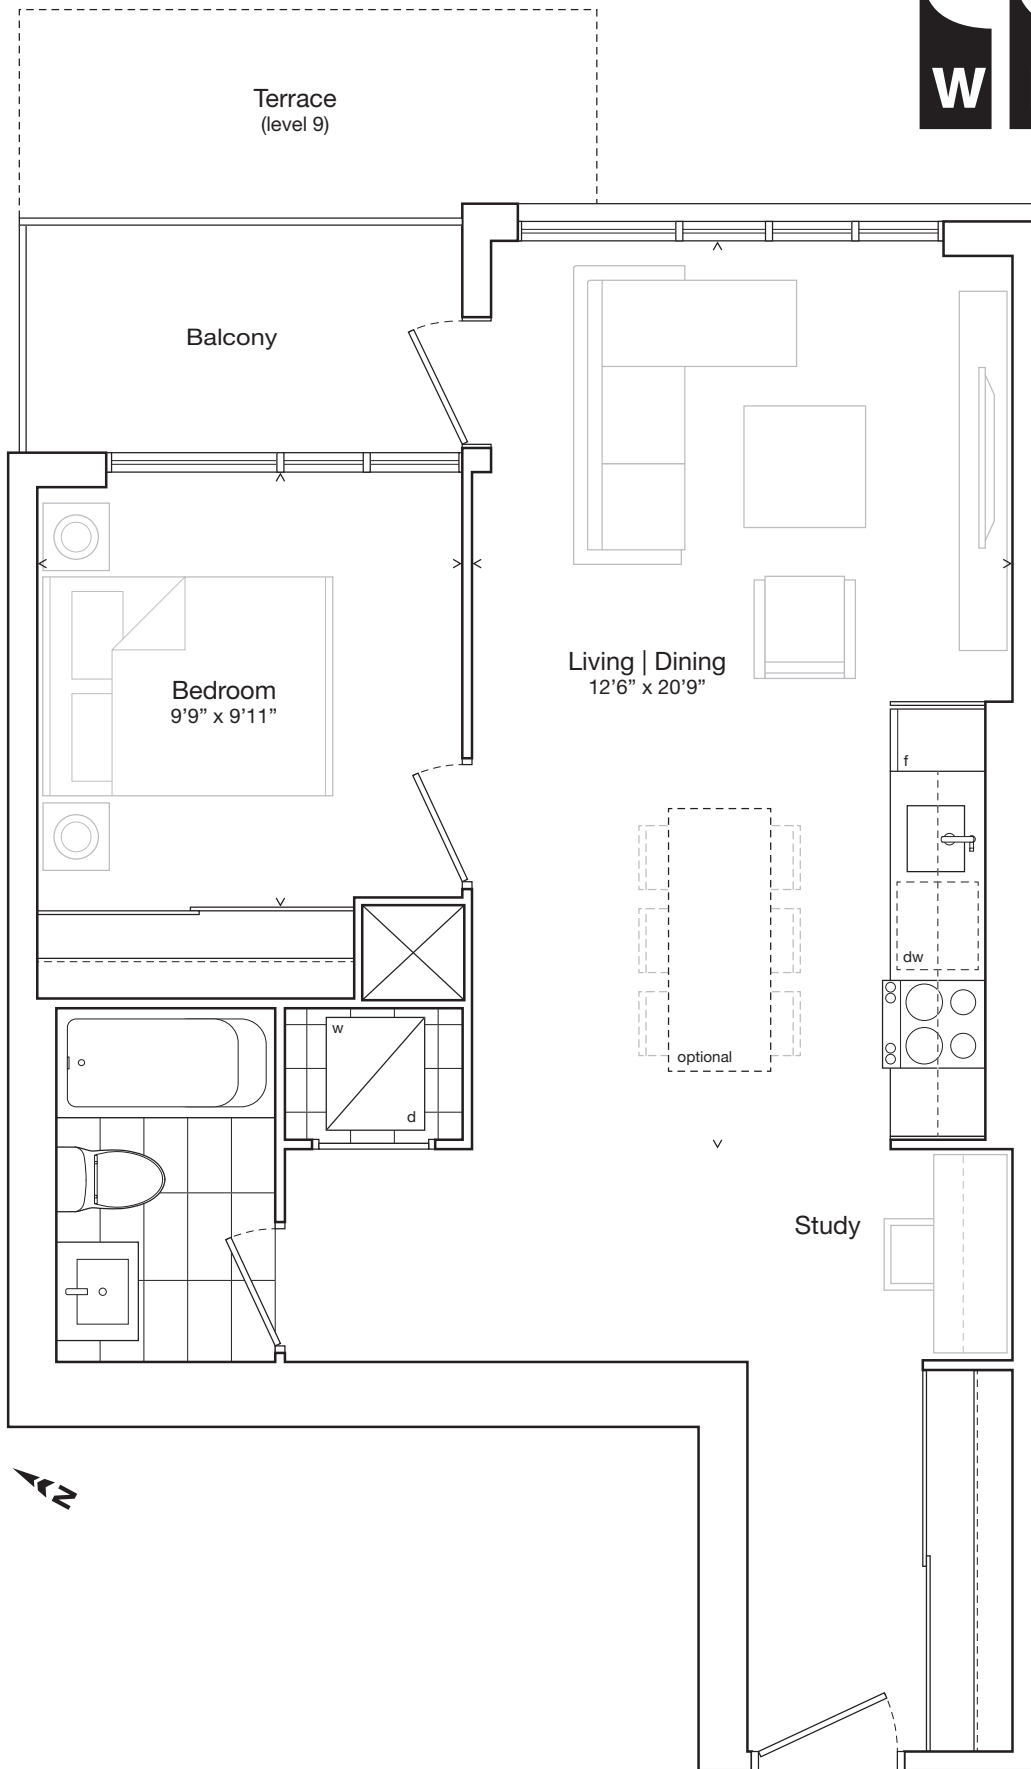 W
Terrace
(level 9)
Balcony
Living | Dining
12’6” x 20’9”
Bedroom
9’9” x 9’11”
f
dw
optional
w
d
Study
N